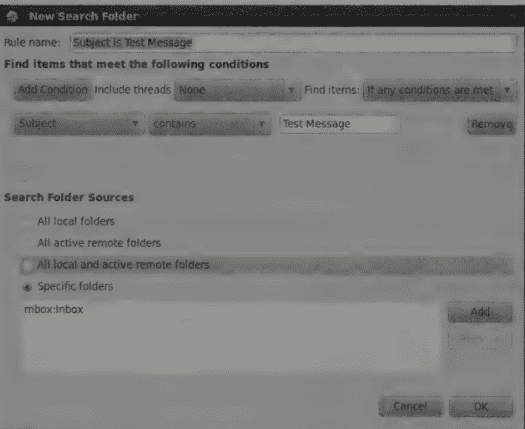 New Search Folder
Rule name: Subject is Test Message
Find items that meet the following conditions
Add Condition Include threads None Find items: If any conditions are met
Subject contains Test Message Remove
Search Folder Sources
All local folders
All active remote folders
All local and active remote folders
Specific folders
mbox:Inbox
Add
Cancel OK